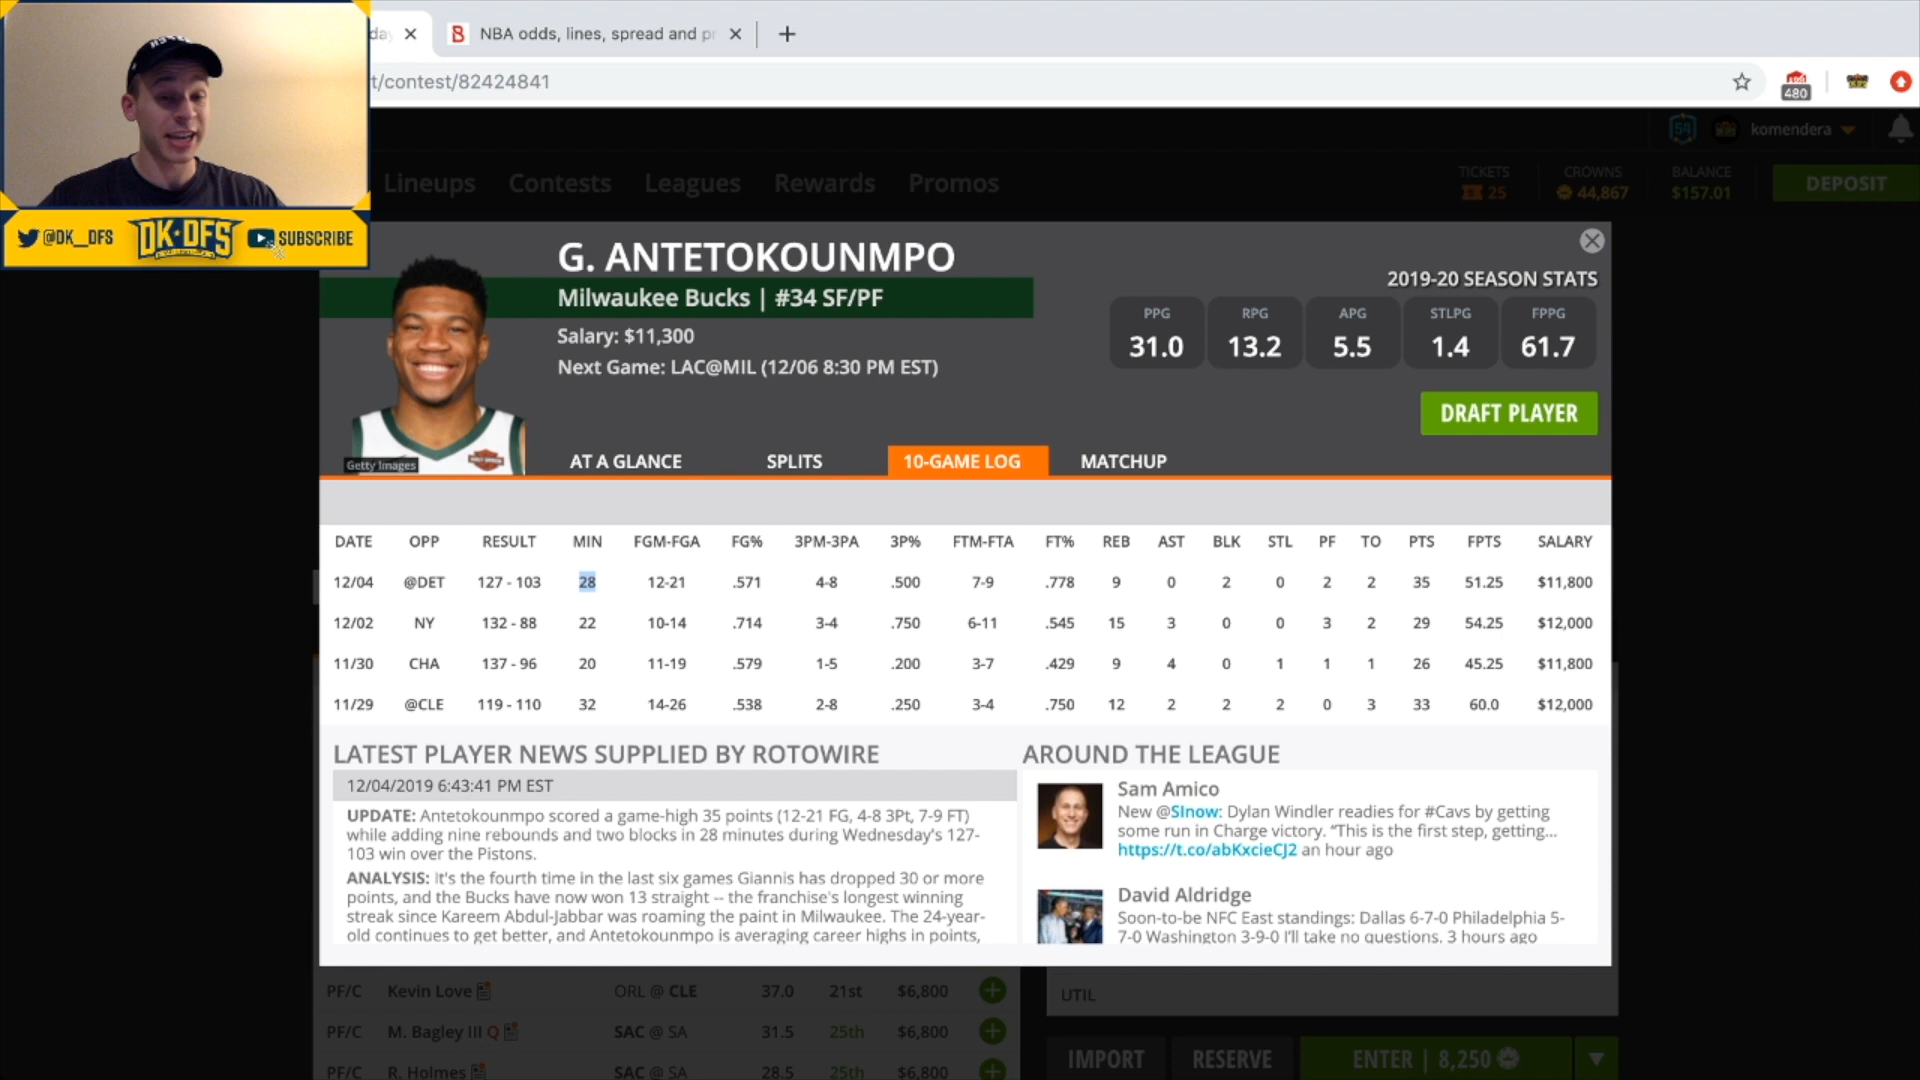 day
NBA odds, lines, spread and pr
t/contest/82424841
480
54
komendera
Lineups Contests Leagues Rewards Promos
TICKETS
25
CROWNS
44,867
BALANCE
$157.01
DEPOSIT
@DK__DFS
DK★DFS
SUBSCRIBE
G. ANTETOKOUNMPO
Milwaukee Bucks | #34 SF/PF
Salary: $11,300
Next Game: LAC@MIL (12/06 8:30 PM EST)
Getty Images
2019-20 SEASON STATS
PPG RPG APG STLPG FPPG
31.0 13.2 5.5 1.4 61.7
DRAFT PLAYER
AT A GLANCE SPLITS 10-GAME LOG MATCHUP
DATE OPP RESULT MIN FGM-FGA FG% 3PM-3PA 3P% FTM-FTA FT% REB AST BLK STL PF TO PTS FPTS SALARY
12/04 @DET 127 - 103 28 12-21 .571 4-8 .500 7-9 .778 9 0 2 0 2 2 35 51.25 $11,800
12/02 NY 132 - 88 22 10-14 .714 3-4 .750 6-11 .545 15 3 0 0 3 2 29 54.25 $12,000
11/30 CHA 137 - 96 20 11-19 .579 1-5 .200 3-7 .429 9 4 0 1 1 1 26 45.25 $11,800
11/29 @CLE 119 - 110 32 14-26 .538 2-8 .250 3-4 .750 12 2 2 2 0 3 33 60.0 $12,000
LATEST PLAYER NEWS SUPPLIED BY ROTOWIRE
12/04/2019 6:43:41 PM EST
UPDATE: Antetokounmpo scored a game-high 35 points (12-21 FG, 4-8 3Pt, 7-9 FT)
while adding nine rebounds and two blocks in 28 minutes during Wednesday's 127-
103 win over the Pistons.
ANALYSIS: It's the fourth time in the last six games Giannis has dropped 30 or more
points, and the Bucks have now won 13 straight -- the franchise's longest winning
streak since Kareem Abdul-Jabbar was roaming the paint in Milwaukee. The 24-year-
old continues to get better, and Antetokounmpo is averaging career highs in points,
AROUND THE LEAGUE
Sam Amico
New @SInow: Dylan Windler readies for #Cavs by getting
some run in Charge victory. “This is the first step, getting...
https://t.co/abKxcieCJ2 an hour ago
David Aldridge
Soon-to-be NFC East standings: Dallas 6-7-0 Philadelphia 5-
7-0 Washington 3-9-0 I'll take no questions. 3 hours ago
PF/C Kevin Love ORL @ CLE 37.0 21st $6,800
PF/C M. Bagley III Q SAC @ SA 31.5 25th $6,800
PF/C R. Holmes SAC @ SA 28.5 25th $6,800
UTIL
IMPORT RESERVE ENTER | 8,250